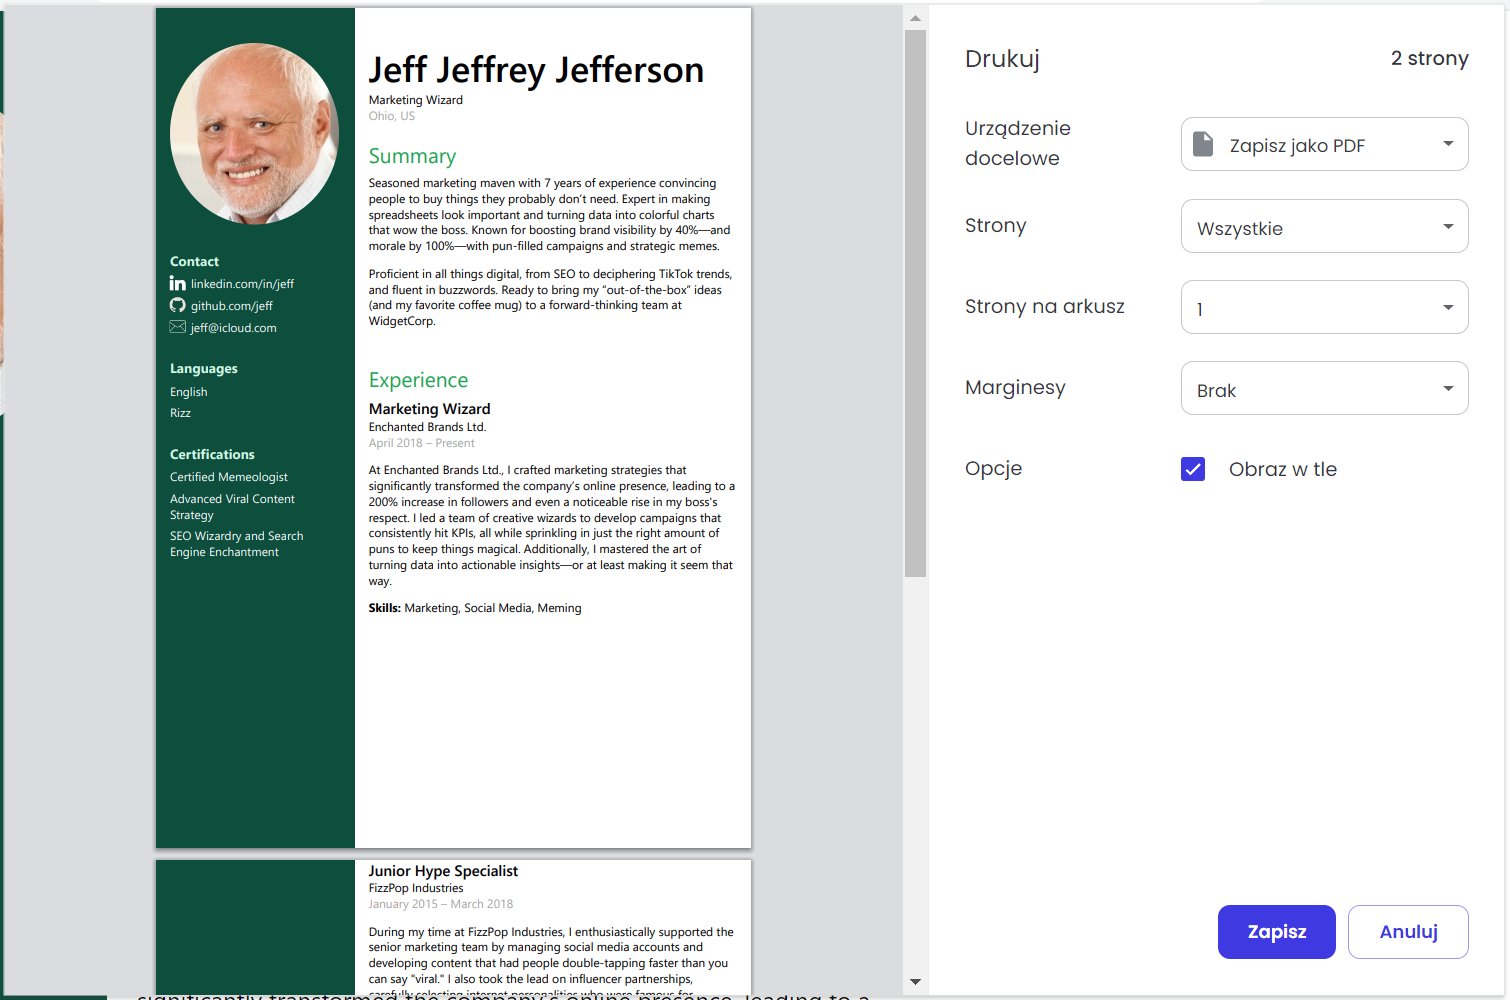 Jeff Jeffrey Jefferson
Marketing Wizard
Ohio, US
Summary
Seasoned marketing maven with 7 years of experience convincing
people to buy things they probably don’t need. Expert in making
spreadsheets look important and turning data into colorful charts
that wow the boss. Known for boosting brand visibility by 40%—and
morale by 100%—with pun-filled campaigns and strategic memes.
Proficient in all things digital, from SEO to deciphering TikTok trends,
and fluent in buzzwords. Ready to bring my “out-of-the-box” ideas
(and my favorite coffee mug) to a forward-thinking team at
WidgetCorp.
Contact
linkedin.com/in/jeff
github.com/jeff
jeff@icloud.com
Languages
English
Rizz
Certifications
Certified Memeologist
Advanced Viral Content
Strategy
SEO Wizardry and Search
Engine Enchantment
Experience
Marketing Wizard
Enchanted Brands Ltd.
April 2018 – Present
At Enchanted Brands Ltd., I crafted marketing strategies that
significantly transformed the company’s online presence, leading to a
200% increase in followers and even a noticeable rise in my boss's
respect. I led a team of creative wizards to develop campaigns that
consistently hit KPIs, all while sprinkling in just the right amount of
puns to keep things magical. Additionally, I mastered the art of
turning data into actionable insights—or at least making it seem that
way.
Skills: Marketing, Social Media, Meming
Junior Hype Specialist
FizzPop Industries
January 2015 – March 2018
During my time at FizzPop Industries, I enthusiastically supported the
senior marketing team by managing social media accounts and
developing content that had people double-tapping faster than you
can say "viral." I also took the lead on influencer partnerships,
carefully selecting internet personalities who were famous for
significantly transformed the company's online presence, leading to a
Drukuj
2 strony
Urządzenie
docelowe
Zapisz jako PDF
Strony
Wszystkie
Strony na arkusz
1
Marginesy
Brak
Opcje
Obraz w tle
Zapisz
Anuluj